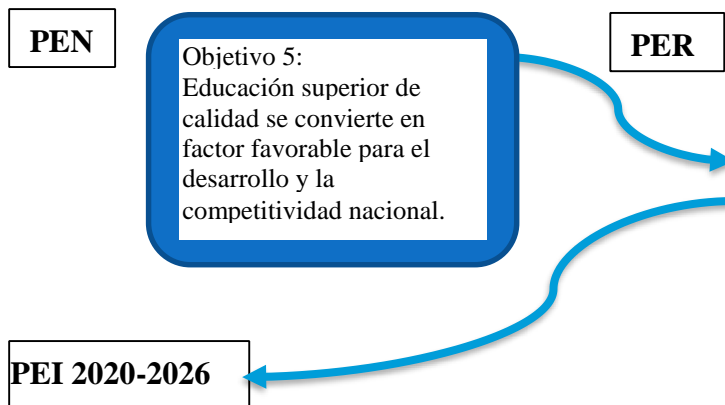 PEN
Objetivo 5:
Educación superior de
calidad se convierte en
factor favorable para el
desarrollo y la
competitividad nacional.
PER
PEI 2020-2026